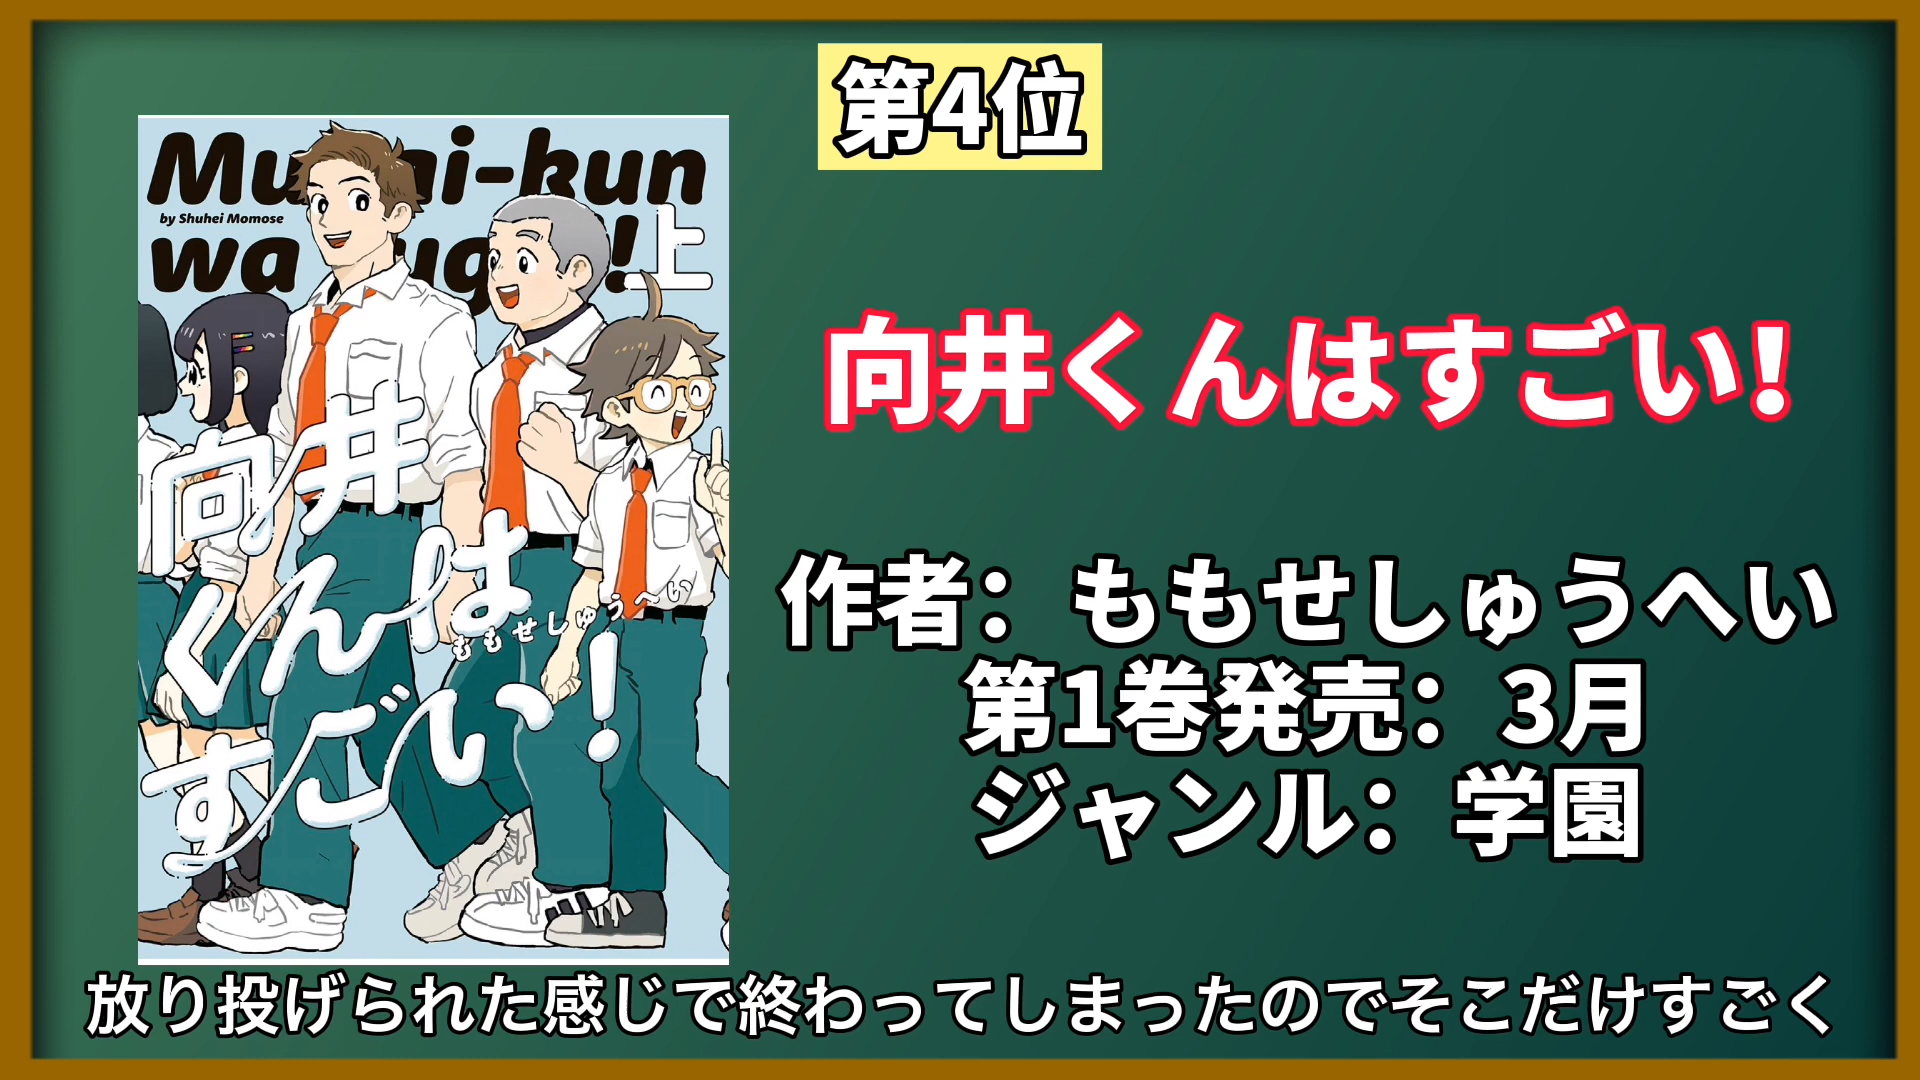 第4位
Mu ai-kun
by Shuhei Momose
wa ug !
上
向井
くんは
すごい!
ももせしゅうへい
向井くんはすごい!
作者：ももせしゅうへい
第1巻発売：3月
ジャンル：学園
放り投げられた感じで終わってしまったのでそこだけすごく